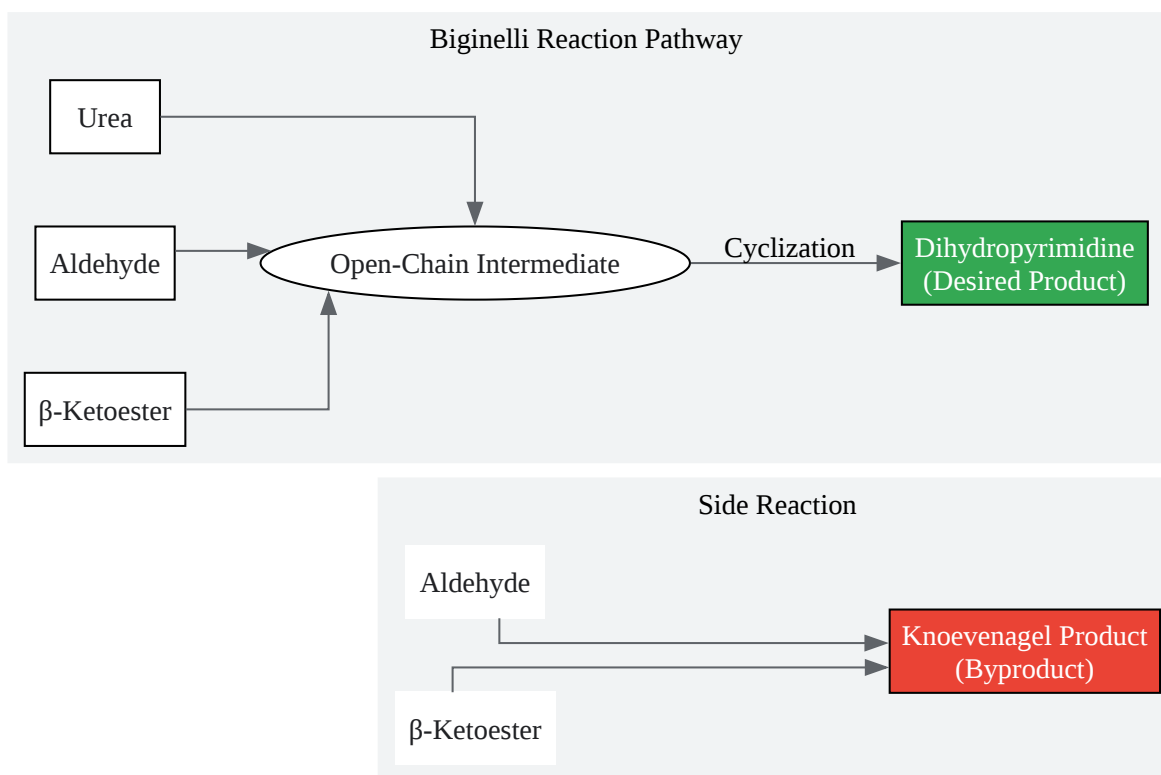 Biginelli Reaction Pathway
Urea
Aldehyde
Open-Chain Intermediate
Cyclization
Dihydropyrimidine
(Desired Product)
β-Ketoester
Side Reaction
Aldehyde
Knoevenagel Product
(Byproduct)
β-Ketoester